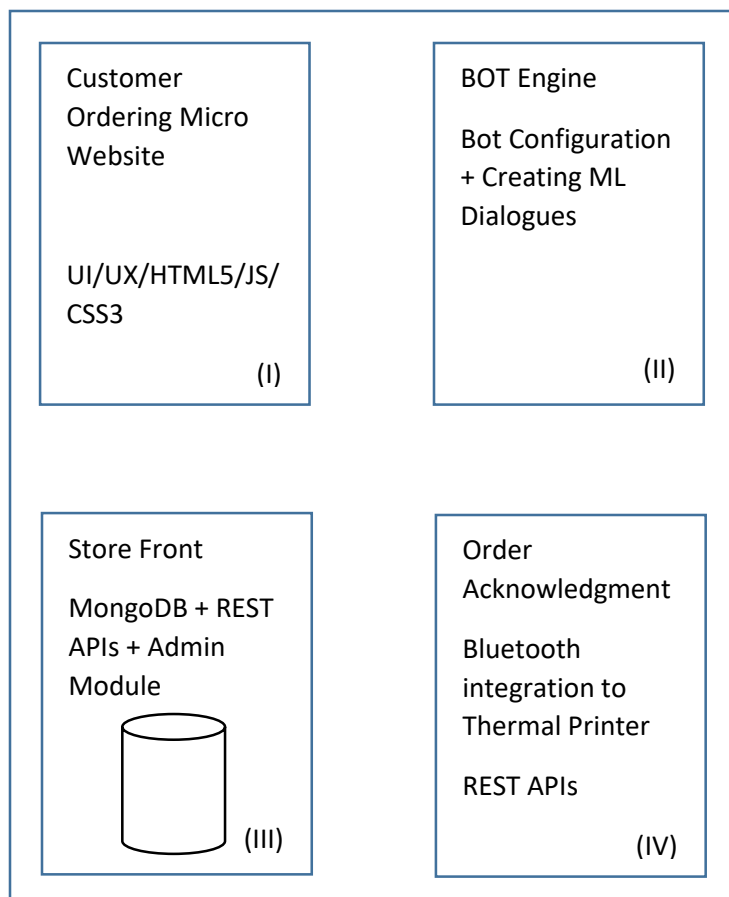 Customer
Ordering Micro
Website
UI/UX/HTML5/JS/
CSS3
(I)
BOT Engine
Bot Configuration
+ Creating ML
Dialogues
(II)
Store Front
MongoDB + REST
APIs + Admin
Module
(III)
Order
Acknowledgment
Bluetooth
integration to
Thermal Printer
REST APIs
(IV)